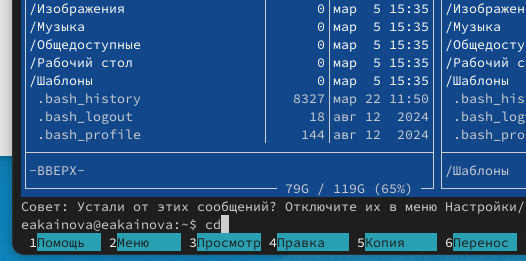 /Изображения 0 мар 5 15:35 /Изображен
/Музыка 0 мар 5 15:35 /Музыка
/Общедоступные 0 мар 5 15:35 /Общедосту
/Рабочий стол 0 мар 5 15:35 /Рабочий с
/Шаблоны 0 мар 5 15:35 /Шаблоны
.bash_history 8327 мар 22 11:50 .bash_his
.bash_logout 18 авг 12 2024 .bash_log
.bash_profile 144 авг 12 2024 .bash_pro
-ВВЕРХ- /Шаблоны
79G / 119G (65%)
Совет: Устали от этих сообщений? Отключите их в меню Настройки/
eakainova@eakainova:~$ cd
1Помощь 2Меню 3Просмотр 4Правка 5Копия 6Перенос